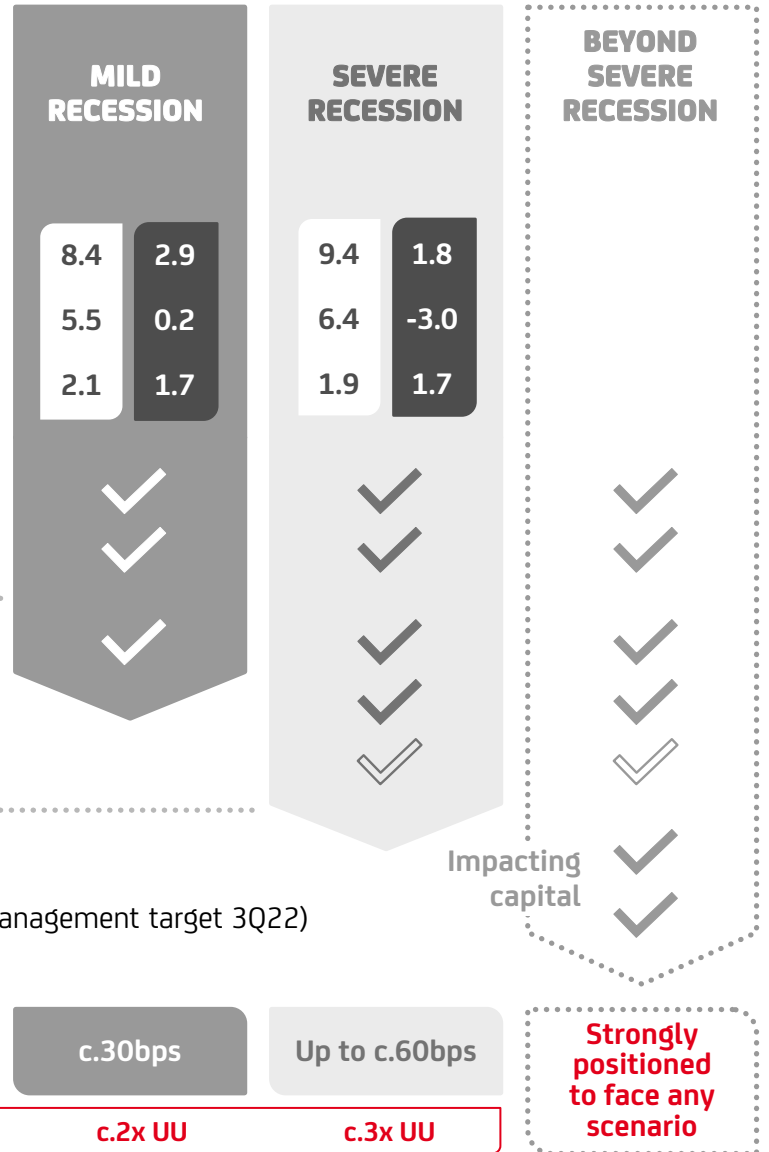 MILD
RECESSION
SEVERE
RECESSION
BEYOND
SEVERE
RECESSION
8.4 2.9 9.4 1.8
5.5 0.2 6.4 -3.0
2.1 1.7 1.9 1.7
Impacting
capital
anagement target 3Q22)
c.30bps
Up to c.60bps
Strongly
positioned
to face any
scenario
c.2x UU
c.3x UU